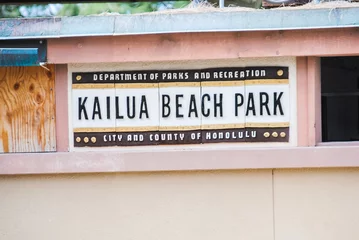 DEPARTMENT OF PARKS AND RECREATION
KAILUA BEACH PARK
CITY AND COUNTY OF HONOLULU